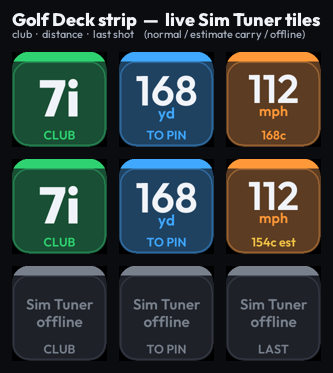 Golf Deck strip — live Sim Tuner tiles
club · distance · last shot (normal / estimate carry / offline)
7i
CLUB
168
yd
TO PIN
112
mph
168c
7i
CLUB
168
yd
TO PIN
112
mph
154c est
Sim Tuner
offline
CLUB
Sim Tuner
offline
TO PIN
Sim Tuner
offline
LAST